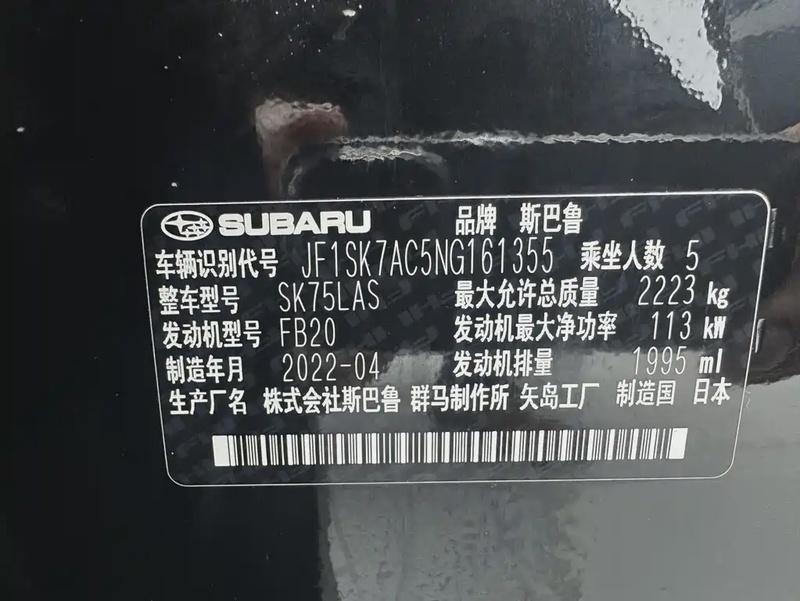 SUBARU 品牌 斯巴鲁
车辆识别代号 JF1SK7AC5NG161355 乘坐人数 5
整车型号 SK75LAS 最大允许总质量 2223 kg
发动机型号 FB20 发动机最大净功率 113 kW
制造年月 2022-04 发动机排量 1995 ml
生产厂名 株式会社斯巴鲁 群马制作所 矢岛工厂 制造国 日本